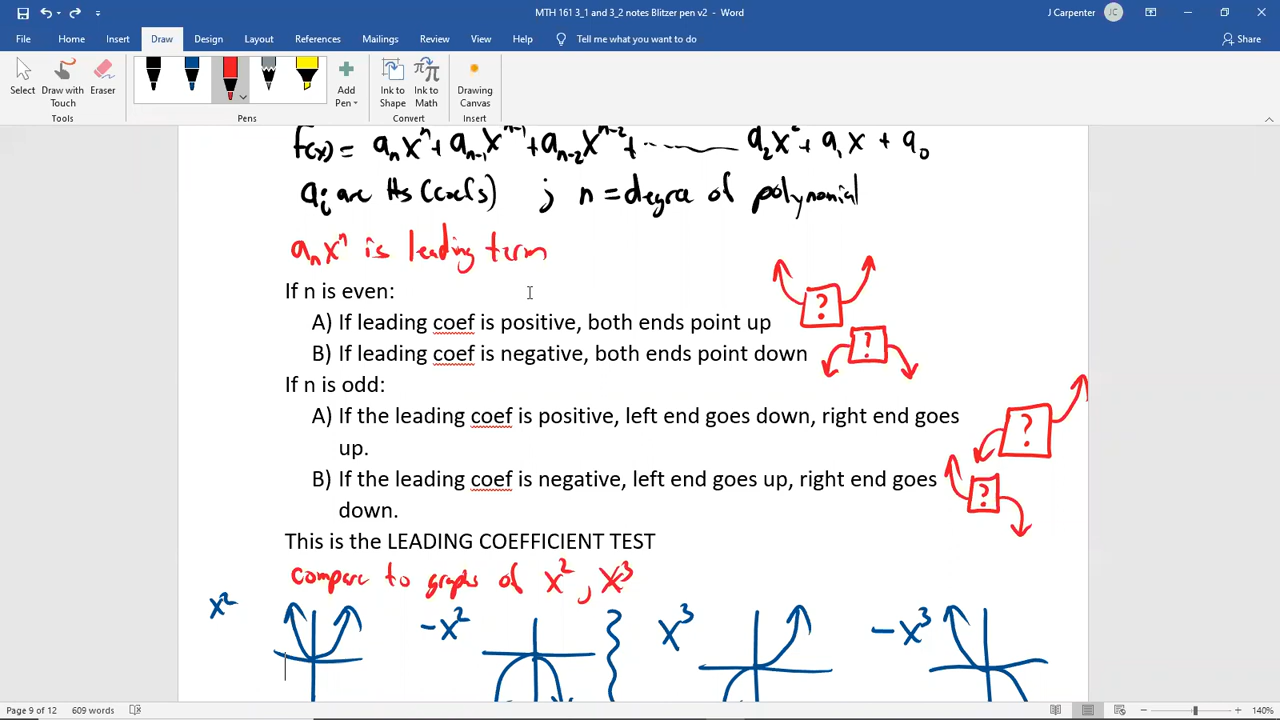 MTH 161 3_1 and 3_2 notes Blitzer pen v2 - Word
J Carpenter JC
File Home Insert Draw Design Layout References Mailings Review View Help Tell me what you want to do Share
Select Draw with Touch Eraser Add Pen Ink to Shape Ink to Math Drawing Canvas
Tools Pens Convert Insert
f(x) = aₙxⁿ + aₙ₋₁xⁿ⁻¹ + aₙ₋₂xⁿ⁻² + ...... a₂x² + a₁x + a₀
aᵢ are #s (coefs) ; n = degree of polynomial
aₙxⁿ is leading term
If n is even:
A) If leading coef is positive, both ends point up ?
B) If leading coef is negative, both ends point down ?
If n is odd:
A) If the leading coef is positive, left end goes down, right end goes
up. ?
B) If the leading coef is negative, left end goes up, right end goes
down. ?
This is the LEADING COEFFICIENT TEST
compare to graphs of x², x³
x² -x² x³ -x³
Page 9 of 12 609 words 140%